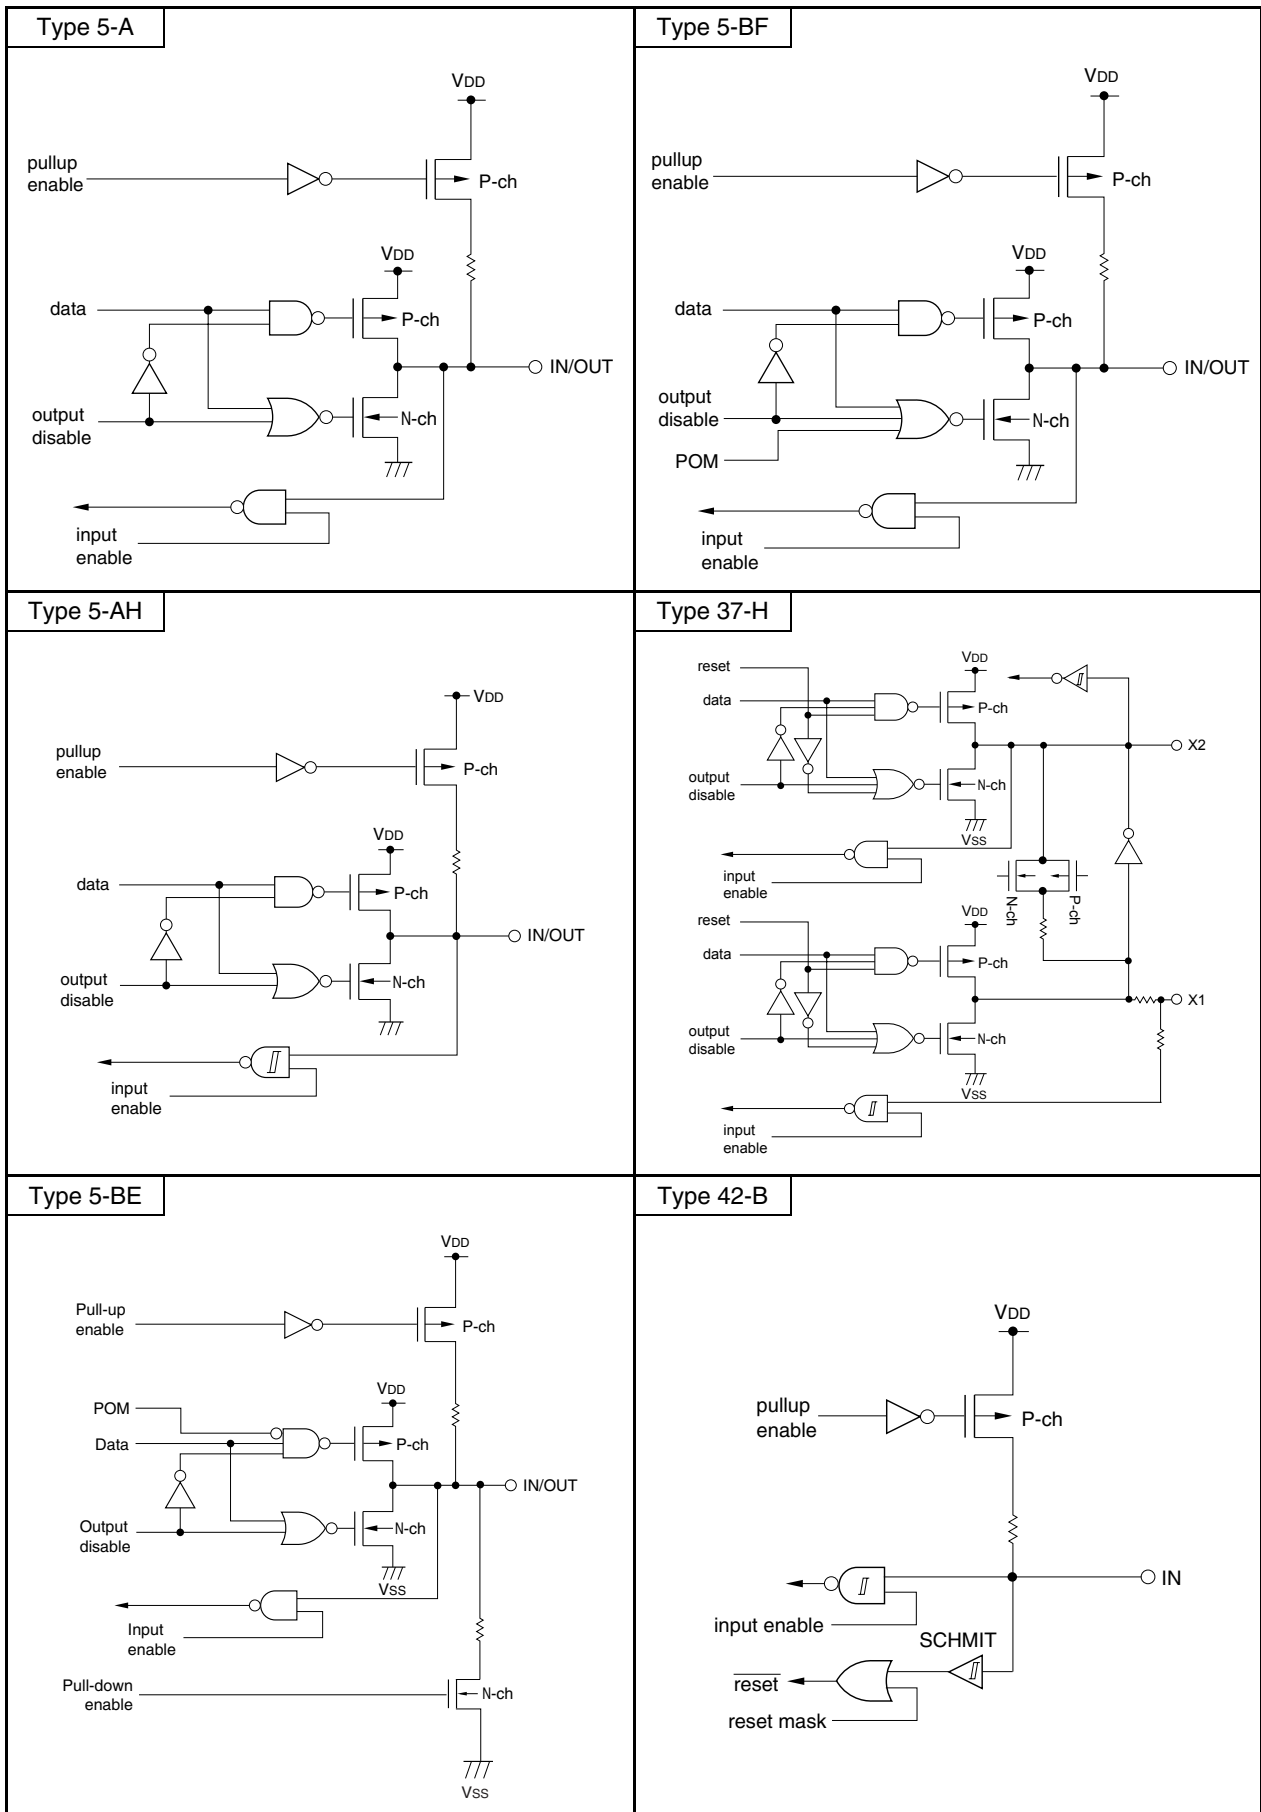 Type 5-A
VDD
pullup
enable
P-ch
VDD
data
P-ch
IN/OUT
output
disable
N-ch
input
enable
Type 5-BF
VDD
pullup
enable
P-ch
VDD
data
P-ch
IN/OUT
output
disable
N-ch
POM
input
enable
Type 5-AH
VDD
pullup
enable
P-ch
VDD
data
P-ch
IN/OUT
output
disable
N-ch
input
enable
Type 37-H
reset
VDD
data
P-ch
X2
output
disable
N-ch
VSS
input
enable
N-ch
P-ch
reset
VDD
data
P-ch
X1
output
disable
N-ch
VSS
input
enable
Type 5-BE
VDD
Pull-up
enable
P-ch
VDD
POM
Data
P-ch
IN/OUT
Output
disable
N-ch
VSS
Input
enable
Pull-down
enable
N-ch
VSS
Type 42-B
VDD
pullup
enable
P-ch
IN
input enable
SCHMIT
reset
reset mask